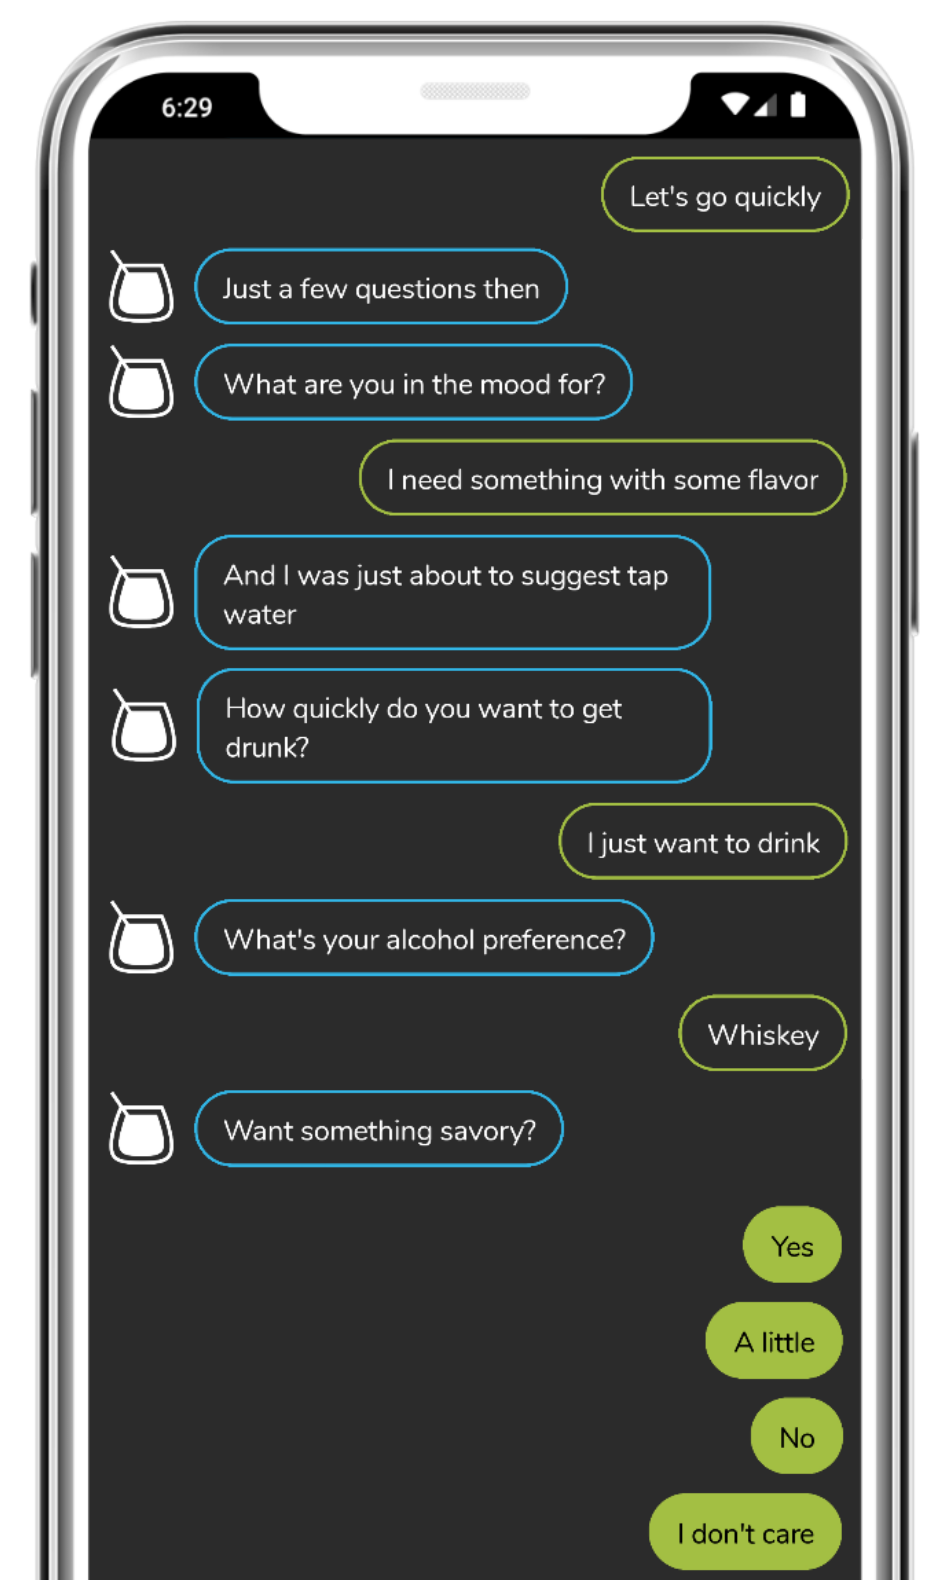 6:29
Let's go quickly
Just a few questions then
What are you in the mood for?
I need something with some flavor
And I was just about to suggest tap
water
How quickly do you want to get
drunk?
I just want to drink
What's your alcohol preference?
Whiskey
Want something savory?
Yes
A little
No
I don't care